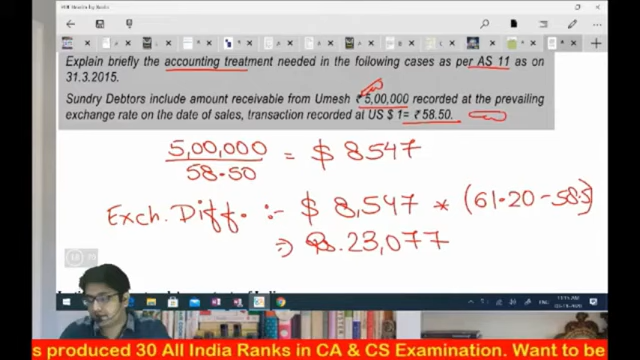 Explain briefly the accounting treatment needed in the following cases as per AS 11 as on
31.3.2015.
Sundry Debtors include amount receivable from Umesh ₹ 5,00,000 recorded at the prevailing
exchange rate on the date of sales, transaction recorded at US $ 1= ₹ 58.50.
5,00,000
58.50
= $ 8547
Exch. Diff. :- $ 8,547 * (61.20 - 58.5)
⇒ Rs. 23,077
s produced 30 All India Ranks in CA & CS Examination. Want to be